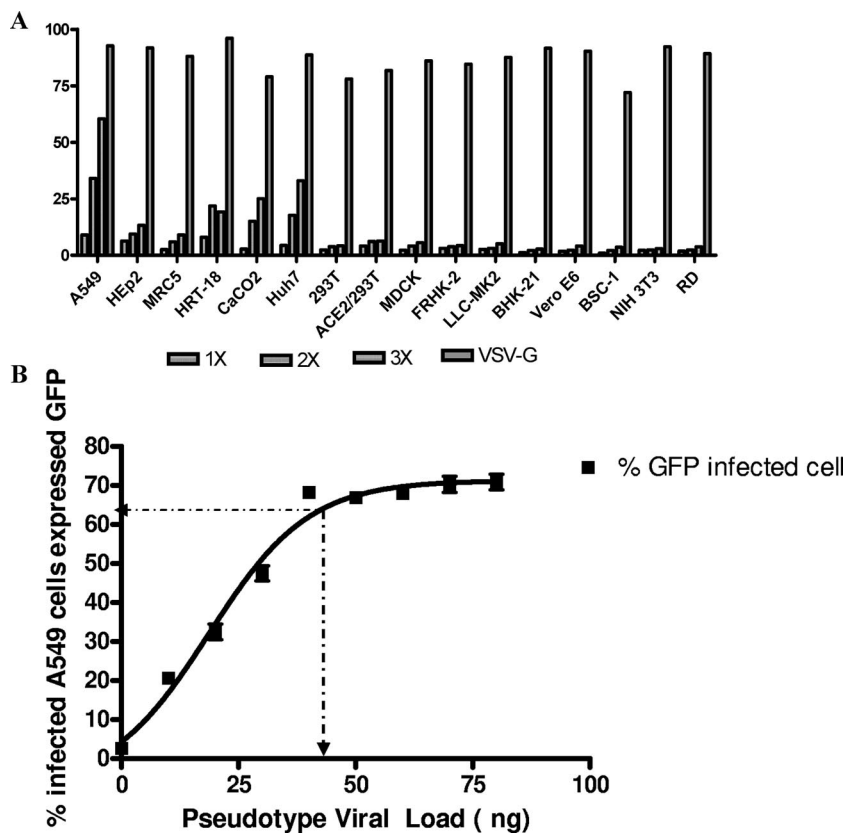 A
100
75
50
25
0
A549
HEp2
MRC5
HRT-18
CaCO2
Huh7
293T
ACE2/293T
MDCK
FRHK-2
LLC-MK2
BHK-21
Vero E6
BSC-1
NIH 3T3
RD
1X 2X 3X VSV-G
B
% infected A549 cells expressed GFP
80
70
60
50
40
30
20
10
0
0 25 50 75 100
Pseudotype Viral Load ( ng)
% GFP infected cell